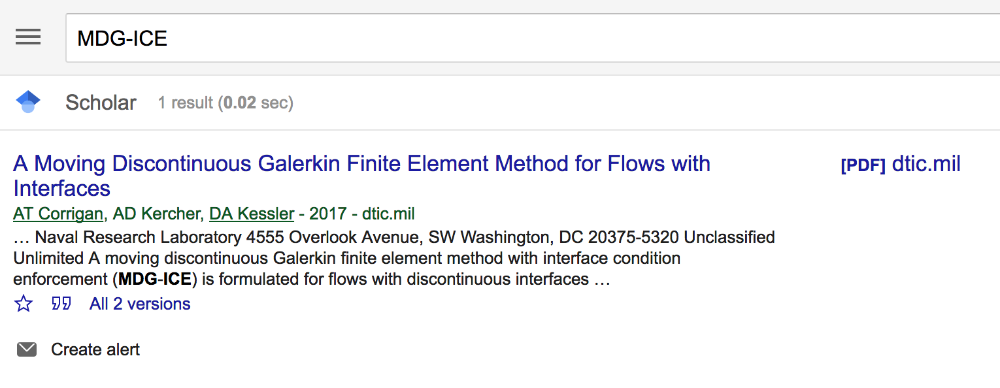 MDG-ICE
Scholar 1 result (0.02 sec)
A Moving Discontinuous Galerkin Finite Element Method for Flows with
Interfaces
[PDF] dtic.mil
AT Corrigan, AD Kercher, DA Kessler - 2017 - dtic.mil
… Naval Research Laboratory 4555 Overlook Avenue, SW Washington, DC 20375-5320 Unclassified
Unlimited A moving discontinuous Galerkin finite element method with interface condition
enforcement (MDG-ICE) is formulated for flows with discontinuous interfaces …
All 2 versions
Create alert